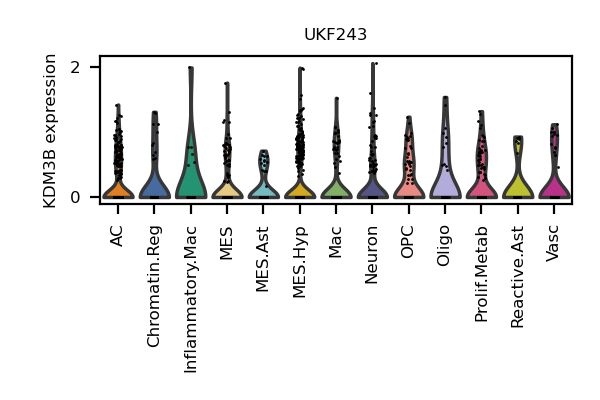 UKF243
KDM3B expression
2
0
AC
Chromatin.Reg
Inflammatory.Mac
MES
MES.Ast
MES.Hyp
Mac
Neuron
OPC
Oligo
Prolif.Metab
Reactive.Ast
Vasc